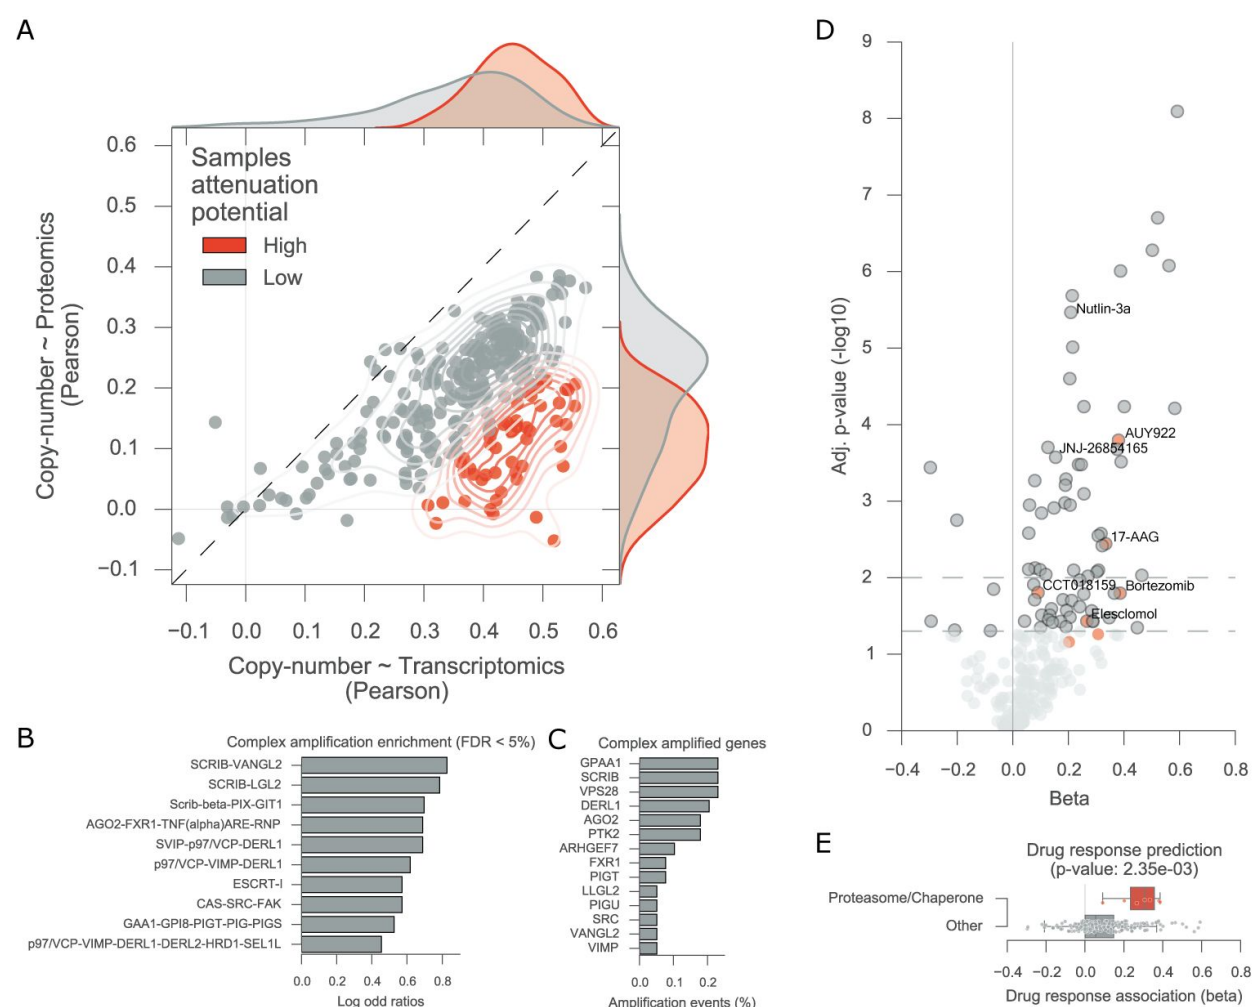 A
Samples
attenuation
potential
High
Low
0.6
0.5
0.4
0.3
0.2
0.1
0.0
−0.1
Copy-number ~ Proteomics
(Pearson)
−0.1
0.0
0.1
0.2
0.3
0.4
0.5
0.6
Copy-number ~ Transcriptomics
(Pearson)
B
Complex amplification enrichment (FDR < 5%)
SCRIB-VANGL2
SCRIB-LGL2
Scrib-beta-PIX-GIT1
AGO2-FXR1-TNF(alpha)ARE-RNP
SVIP-p97/VCP-DERL1
p97/VCP-VIMP-DERL1
ESCRT-I
CAS-SRC-FAK
GAA1-GPI8-PIGT-PIG-PIGS
p97/VCP-VIMP-DERL1-DERL2-HRD1-SEL1L
0.0
0.2
0.4
0.6
0.8
Log odd ratios
C
Complex amplified genes
GPAA1
SCRIB
VPS28
DERL1
AGO2
PTK2
ARHGEF7
FXR1
PIGT
LLGL2
PIGU
SRC
VANGL2
VIMP
0.0
0.1
0.2
Amplification events (%)
D
9
8
7
6
5
4
3
2
1
0
Adj. p-value (-log10)
Nutlin-3a
AUY922
JNJ-26854165
17-AAG
CCT018159
Bortezomib
Elesclomol
−0.4
−0.2
0.0
0.2
0.4
0.6
0.8
Beta
E
Drug response prediction
(p-value: 2.35e-03)
Proteasome/Chaperone
Other
−0.4
−0.2
0.0
0.2
0.4
0.6
0.8
Drug response association (beta)